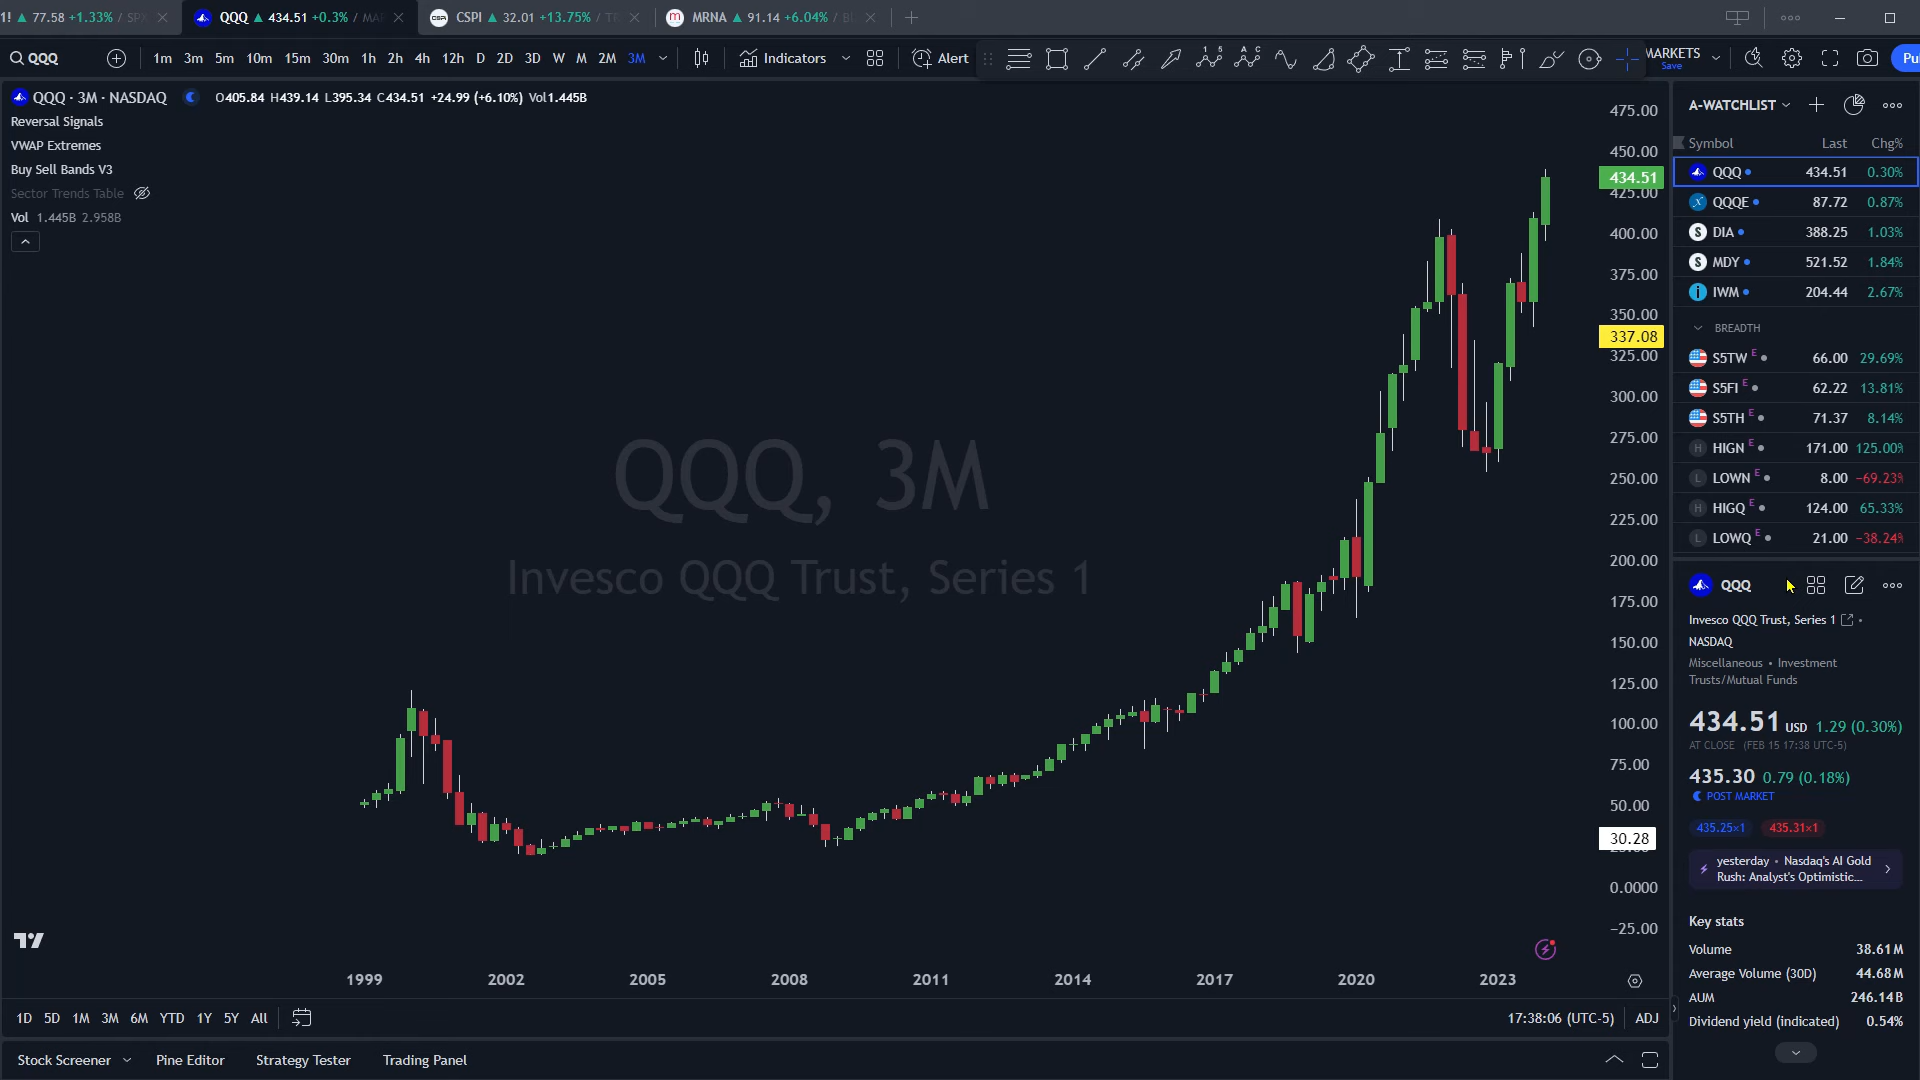 1! 77.58 +1.33% / SPX
QQQ 434.51 +0.3% / MAR
CSPI 32.01 +13.75% / TR
MRNA 91.14 +6.04% /
QQQ
1m 3m 5m 10m 15m 30m 1h 2h 4h 12h D 2D 3D W M 2M 3M
Indicators
Alert
MARKETS
Save
Pu
QQQ · 3M · NASDAQ
O405.84 H439.14 L395.34 C434.51 +24.99 (+6.10%) Vol1.445B
Reversal Signals
VWAP Extremes
Buy Sell Bands V3
Sector Trends Table
Vol 1.445B 2.958B
QQQ, 3M
Invesco QQQ Trust, Series 1
475.00
450.00
434.51
425.00
400.00
375.00
350.00
337.08
325.00
300.00
275.00
250.00
225.00
200.00
175.00
150.00
125.00
100.00
75.00
50.00
30.28
0.0000
−25.00
1999 2002 2005 2008 2011 2014 2017 2020 2023
1D 5D 1M 3M 6M YTD 1Y 5Y All
17:38:06 (UTC-5) ADJ
Stock Screener Pine Editor Strategy Tester Trading Panel
A-WATCHLIST
Symbol Last Chg%
QQQ 434.51 0.30%
QQQE 87.72 0.87%
DIA 388.25 1.03%
MDY 521.52 1.84%
IWM 204.44 2.67%
BREADTH
S5TW E 66.00 29.69%
S5FI E 62.22 13.81%
S5TH E 71.37 8.14%
H HIGN E 171.00 125.00%
L LOWN E 8.00 −69.23%
H HIGQ E 124.00 65.33%
L LOWQ E 21.00 −38.24%
QQQ
Invesco QQQ Trust, Series 1 •
NASDAQ
Miscellaneous • Investment
Trusts/Mutual Funds
434.51 USD 1.29 (0.30%)
AT CLOSE (FEB 15 17:38 UTC-5)
435.30 0.79 (0.18%)
POST MARKET
435.25×1 435.31×1
yesterday • Nasdaq's AI Gold
Rush: Analyst's Optimistic...
Key stats
Volume 38.61M
Average Volume (30D) 44.68M
AUM 246.14B
Dividend yield (indicated) 0.54%